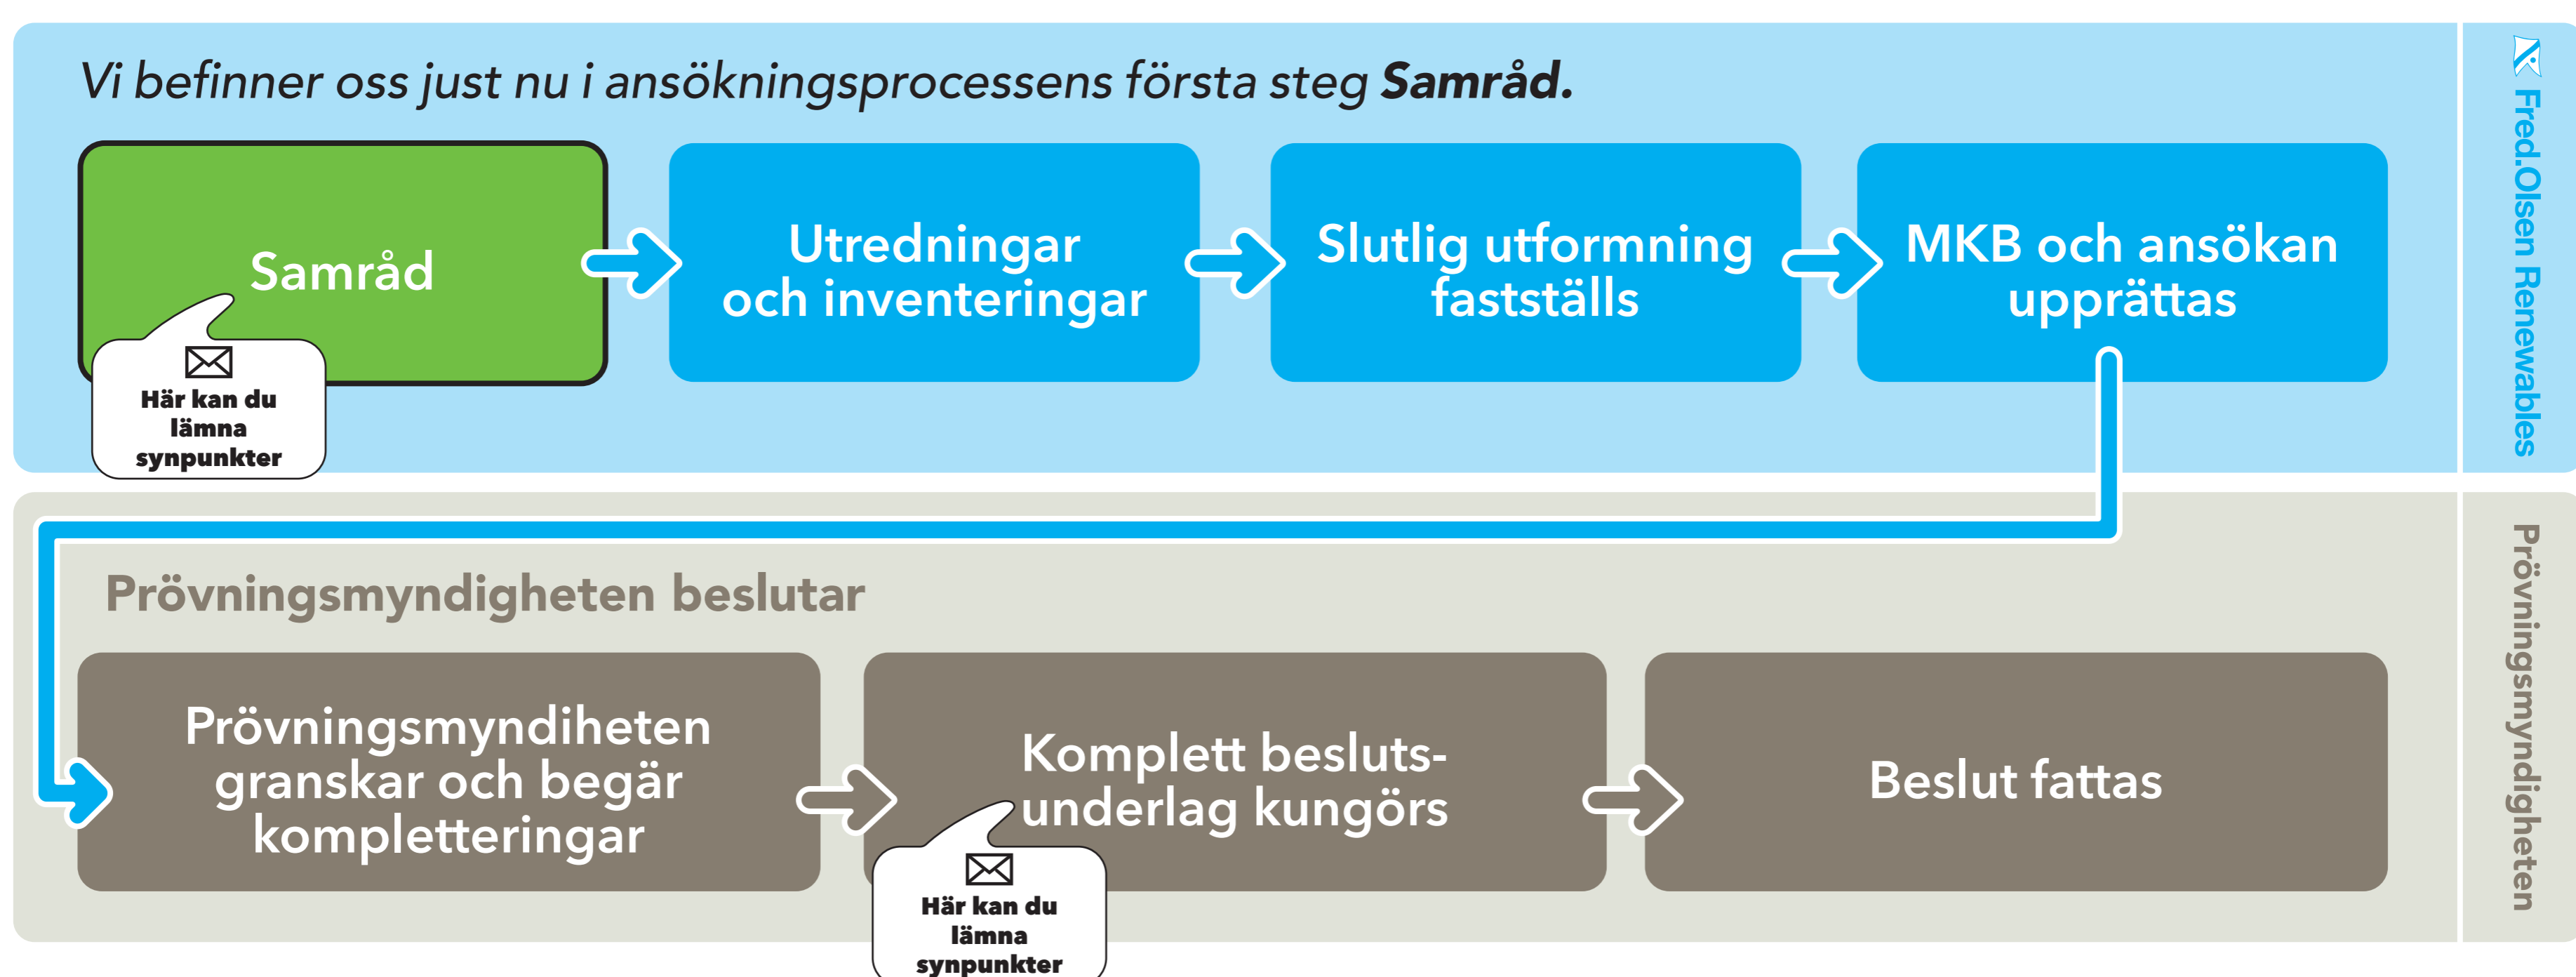 Vi befinner oss just nu i ansökningsprocessens första steg Samråd.
Samråd
Här kan du
lämna
synpunkter
Utredningar
och inventeringar
Slutlig utformning
fastställs
MKB och ansökan
upprättas
Fred.Olsen Renewables
Prövningsmyndigheten beslutar
Prövningsmyndiheten
granskar och begär
kompletteringar
Komplett besluts-
underlag kungörs
Här kan du
lämna
synpunkter
Beslut fattas
Prövningsmyndigheten